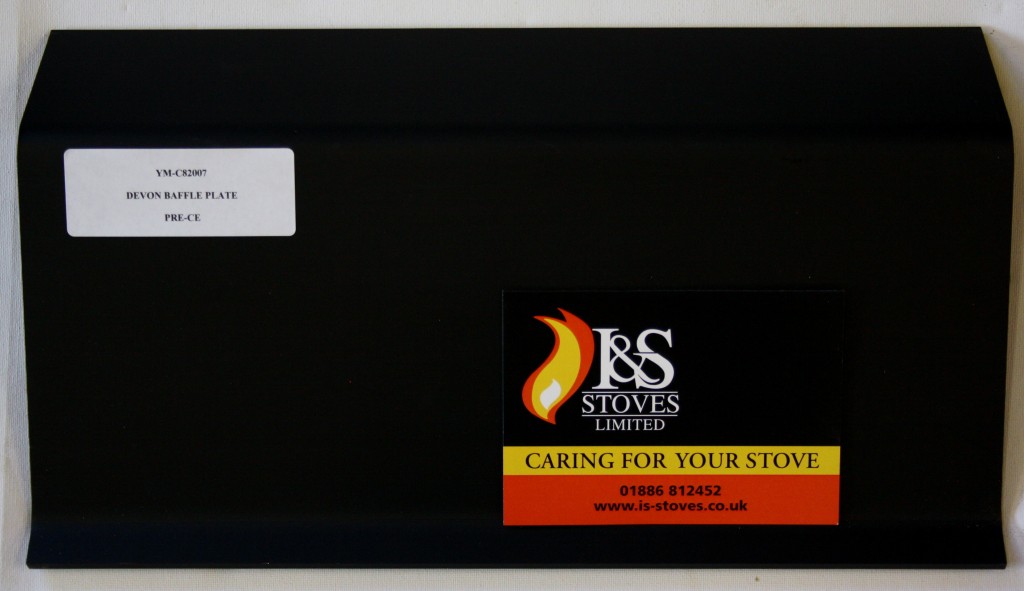 YM-C82007
DEVON BAFFLE PLATE
PRE-CE
I&S
STOVES
LIMITED
CARING FOR YOUR STOVE
01886 812452
www.is-stoves.co.uk